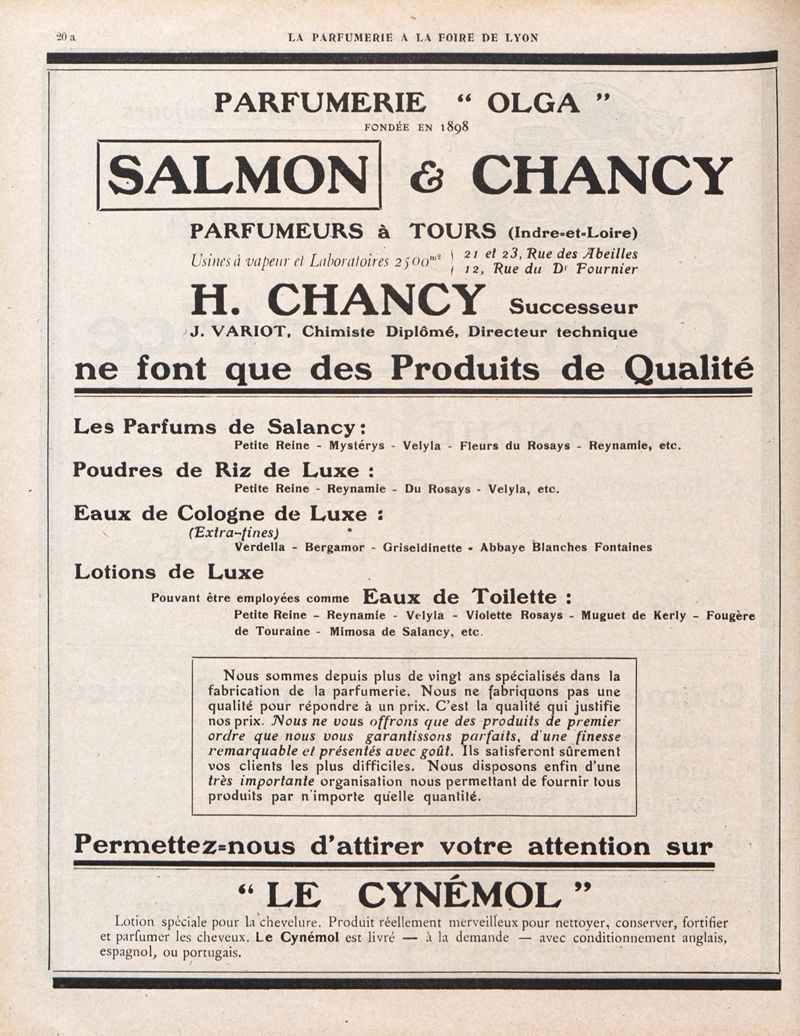 20 a
LA PARFUMERIE A LA FOIRE DE LYON
PARFUMERIE “ OLGA ”
FONDÉE EN 1898
SALMON & CHANCY
PARFUMEURS à TOURS (Indre-et-Loire)
Usines à vapeur et Laboratoires 2500m²
21 et 23, Rue des Abeilles
12, Rue du Dr Fournier
H. CHANCY Successeur
J. VARIOT, Chimiste Diplômé, Directeur technique
ne font que des Produits de Qualité
Les Parfums de Salancy :
Petite Reine - Mystérys - Velyla - Fleurs du Rosays - Reynamie, etc.
Poudres de Riz de Luxe :
Petite Reine - Reynamie - Du Rosays - Velyla, etc.
Eaux de Cologne de Luxe :
(Extra-fines)
Verdella - Bergamor - Griseldinette - Abbaye Blanches Fontaines
Lotions de Luxe
Pouvant être employées comme Eaux de Toilette :
Petite Reine - Reynamie - Velyla - Violette Rosays - Muguet de Kerly - Fougère
de Touraine - Mimosa de Salancy, etc.
Nous sommes depuis plus de vingt ans spécialisés dans la
fabrication de la parfumerie. Nous ne fabriquons pas une
qualité pour répondre à un prix. C'est la qualité qui justifie
nos prix. Nous ne vous offrons que des produits de premier
ordre que nous vous garantissons parfaits, d'une finesse
remarquable et présentés avec goût. Ils satisferont sûrement
vos clients les plus difficiles. Nous disposons enfin d'une
très importante organisation nous permettant de fournir tous
produits par n'importe quelle quantité.
Permettez-nous d'attirer votre attention sur
“ LE CYNÉMOL ”
Lotion spéciale pour la chevelure. Produit réellement merveilleux pour nettoyer, conserver, fortifier
et parfumer les cheveux. Le Cynémol est livré — à la demande — avec conditionnement anglais,
espagnol, ou portugais.